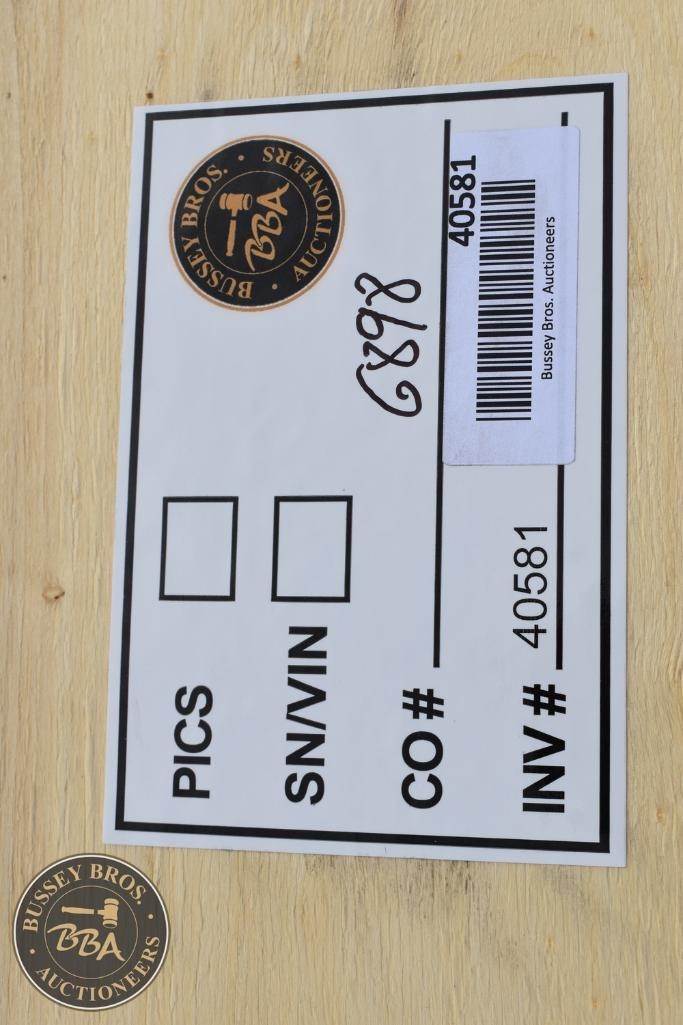 PICS
BUSSEY BROS.
BBA
AUCTIONEERS
SN/VIN
CO # 6898
40581
Bussey Bros. Auctioneers
INV # 40581
BUSSEY BROS.
BBA
AUCTIONEERS